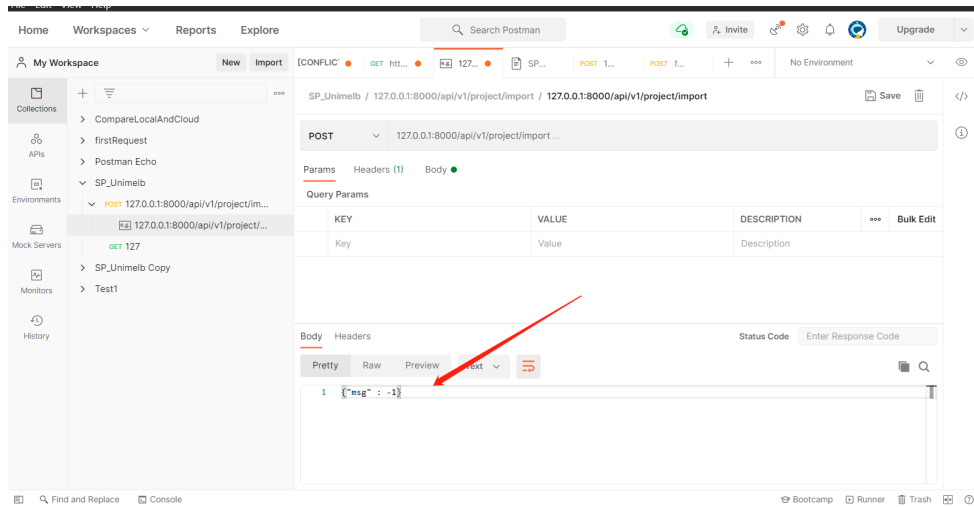 File Edit View Help
Home Workspaces Reports Explore Search Postman Invite Upgrade
My Workspace New Import [CONFLIC' GET htt... 127... SP... POST 1... POST 1... No Environment
Collections
APIs
Environments
Mock Servers
Monitors
History
CompareLocalAndCloud
firstRequest
Postman Echo
SP_Unimelb
POST 127.0.0.1:8000/api/v1/project/im...
127.0.0.1:8000/api/v1/project/...
GET 127
SP_Unimelb Copy
Test1
SP_Unimelb / 127.0.0.1:8000/api/v1/project/import / 127.0.0.1:8000/api/v1/project/import Save
POST 127.0.0.1:8000/api/v1/project/import...
Params Headers (1) Body
Query Params
KEY VALUE DESCRIPTION Bulk Edit
Key Value Description
Body Headers Status Code Enter Response Code
Pretty Raw Preview Text
1 {"msg" : -1}
Find and Replace Console Bootcamp Runner Trash